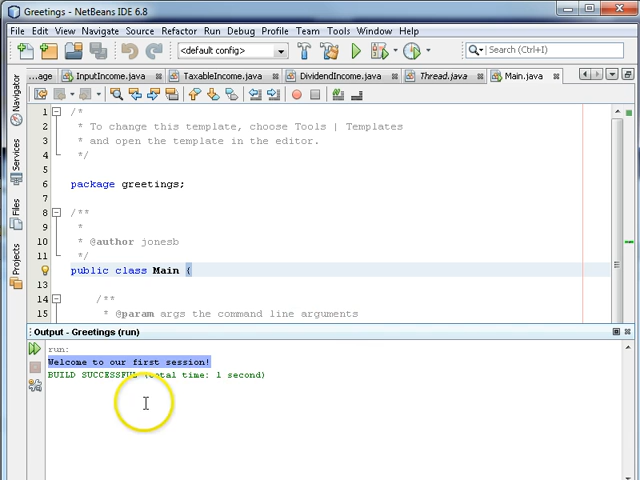 Greetings - NetBeans IDE 6.8
File Edit View Navigate Source Refactor Run Debug Profile Team Tools Window Help
<default config>
Search (Ctrl+I)
...age InputIncome.java TaxableIncome.java DividendIncome.java Thread.java Main.java
Navigator
Services
Files
Projects
1 /*
2 * To change this template, choose Tools | Templates
3 * and open the template in the editor.
4 */
5
6 package greetings;
7
8 /**
9 *
10 * @author jonesb
11 */
public class Main {
13
14 /**
15 * @param args the command line arguments
Output - Greetings (run)
run:
Welcome to our first session!
BUILD SUCCESSFUL (total time: 1 second)